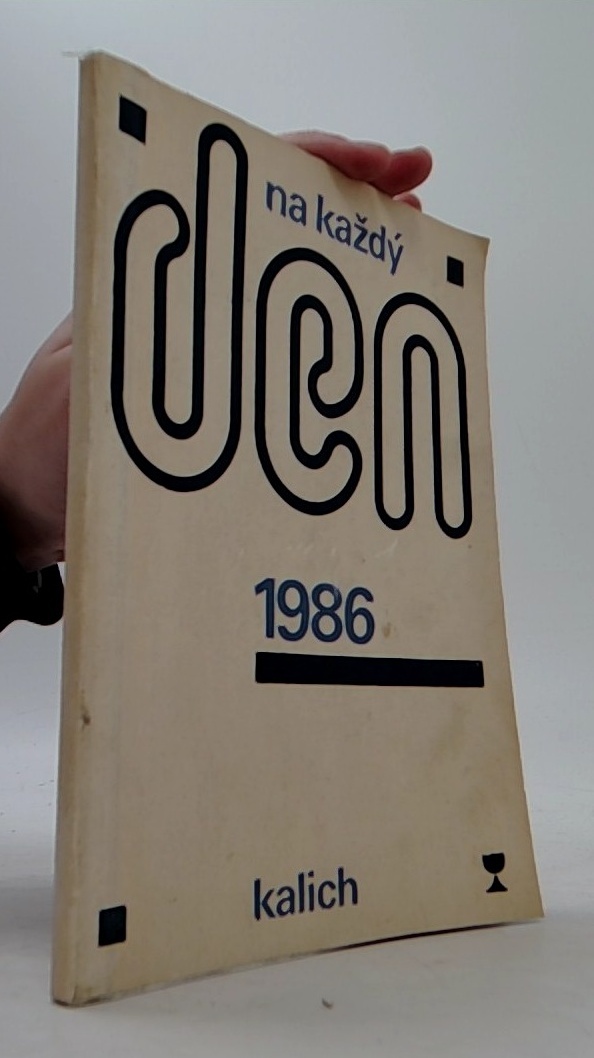 na každý
den
1986
kalich